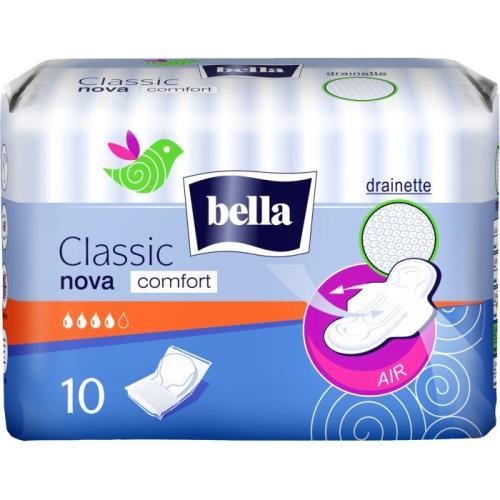 Classic
nova comfort
bella
drainette
drainette
bella
Classic
nova comfort
10
AIR